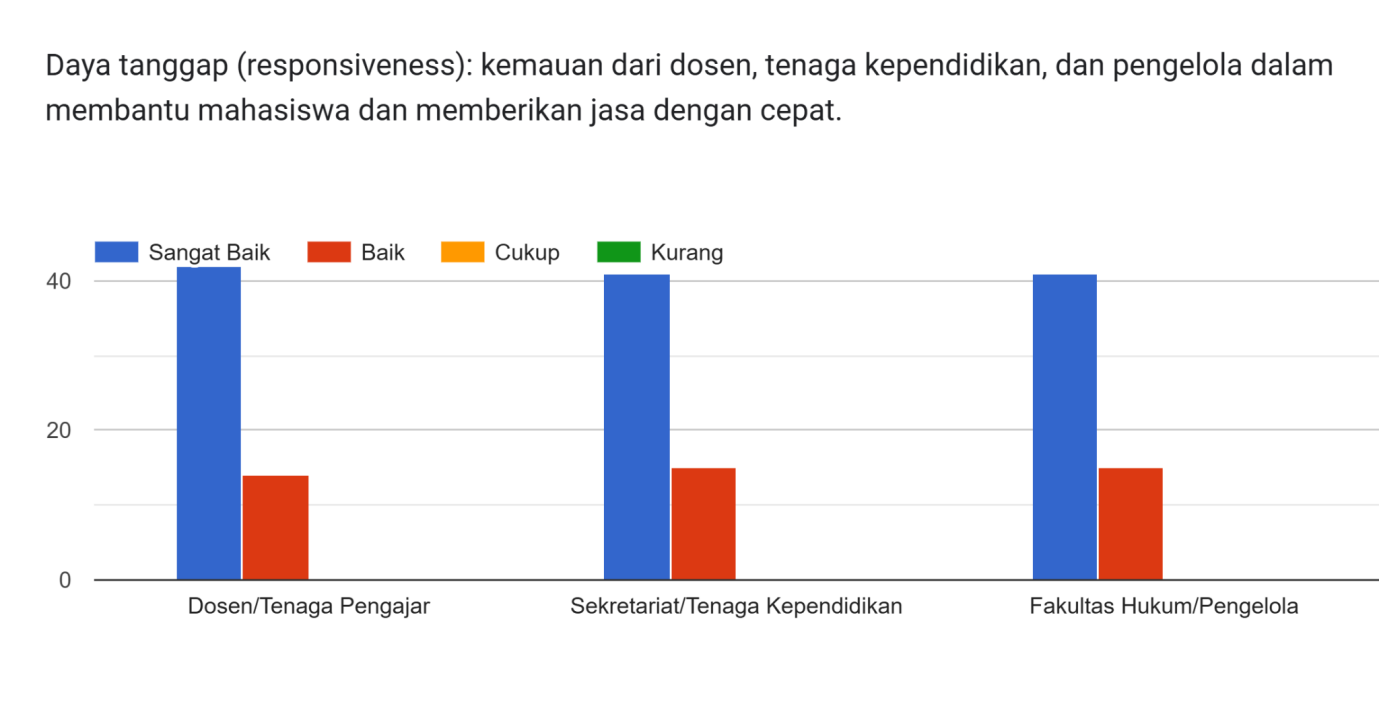 Daya tanggap (responsiveness): kemauan dari dosen, tenaga kependidikan, dan pengelola dalam
membantu mahasiswa dan memberikan jasa dengan cepat.
Sangat Baik
Baik
Cukup
Kurang
40
20
0
Dosen/Tenaga Pengajar
Sekretariat/Tenaga Kependidikan
Fakultas Hukum/Pengelola